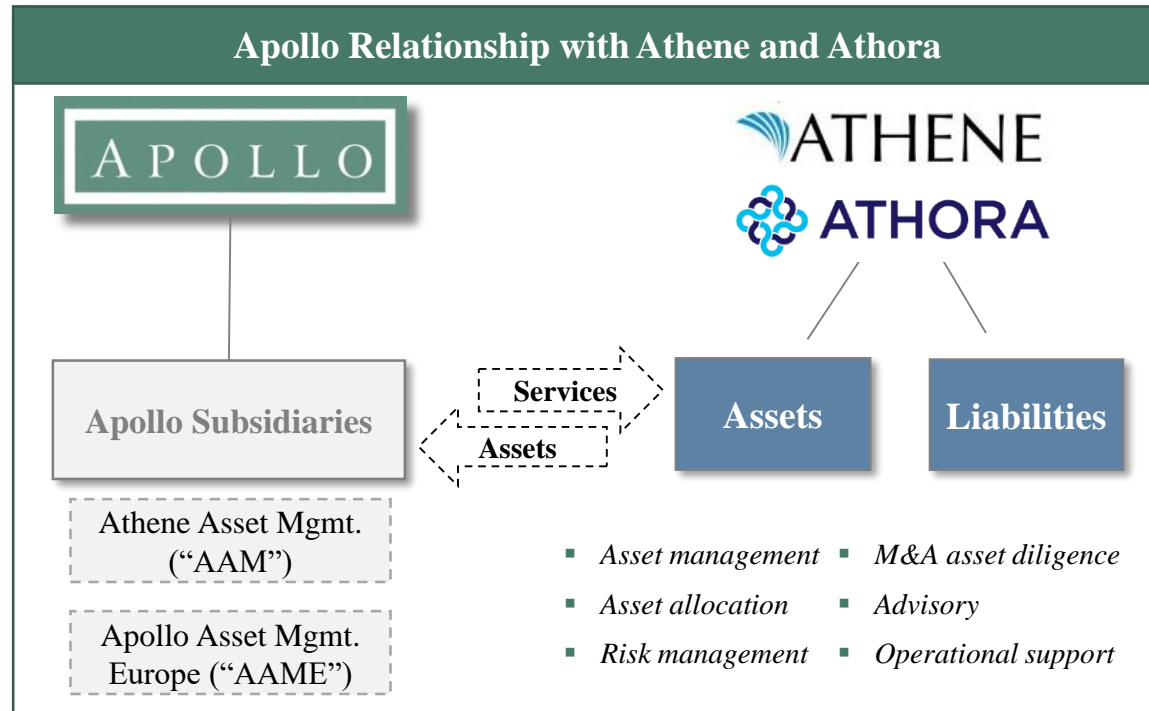 Apollo Relationship with Athene and Athora
APOLLO
ATHENE
ATHORA
Apollo Subsidiaries
Services
Assets
Assets
Liabilities
Athene Asset Mgmt.
(“AAM”)
Apollo Asset Mgmt.
Europe (“AAME”)
▪ Asset management
▪ Asset allocation
▪ Risk management
▪ M&A asset diligence
▪ Advisory
▪ Operational support